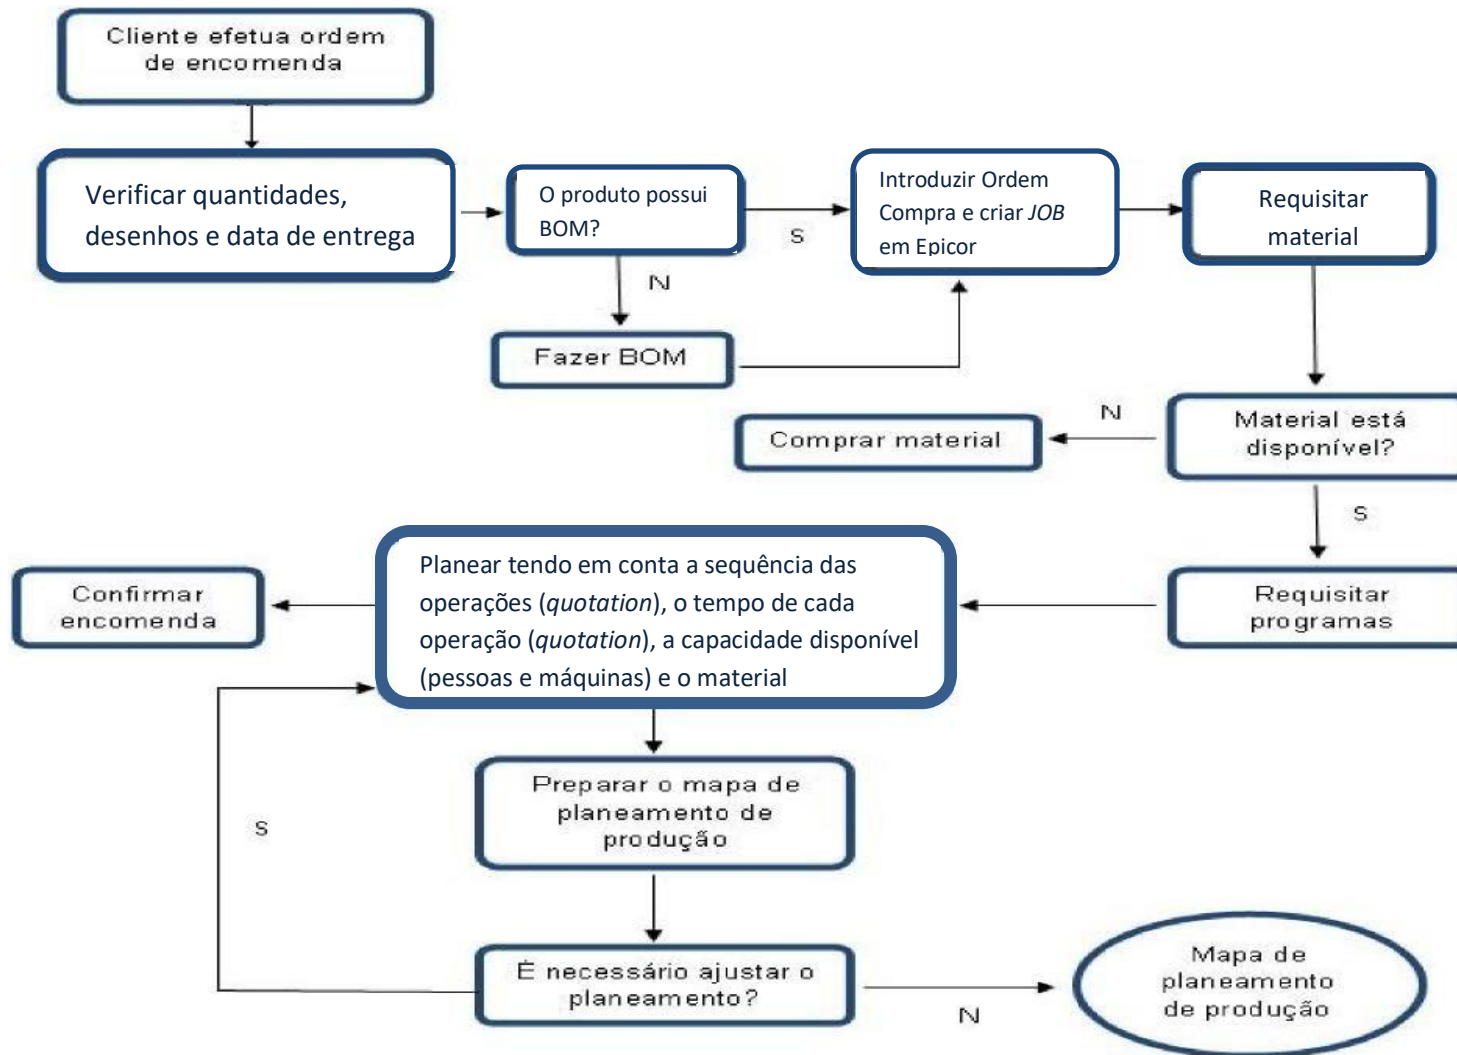 Cliente efetua ordem
de encomenda
Verificar quantidades,
desenhos e data de entrega
O produto possui
BOM?
S
Introduzir Ordem
Compra e criar JOB
em Epicor
Requisitar
material
N
Fazer BOM
Material está
disponível?
N
Comprar material
S
Requisitar
programas
Planear tendo em conta a sequência das
operações (quotation), o tempo de cada
operação (quotation), a capacidade disponível
(pessoas e máquinas) e o material
Confirmar
encomenda
Preparar o mapa de
planeamento de
produção
S
É necessário ajustar o
planeamento?
N
Mapa de
planeamento
de produção